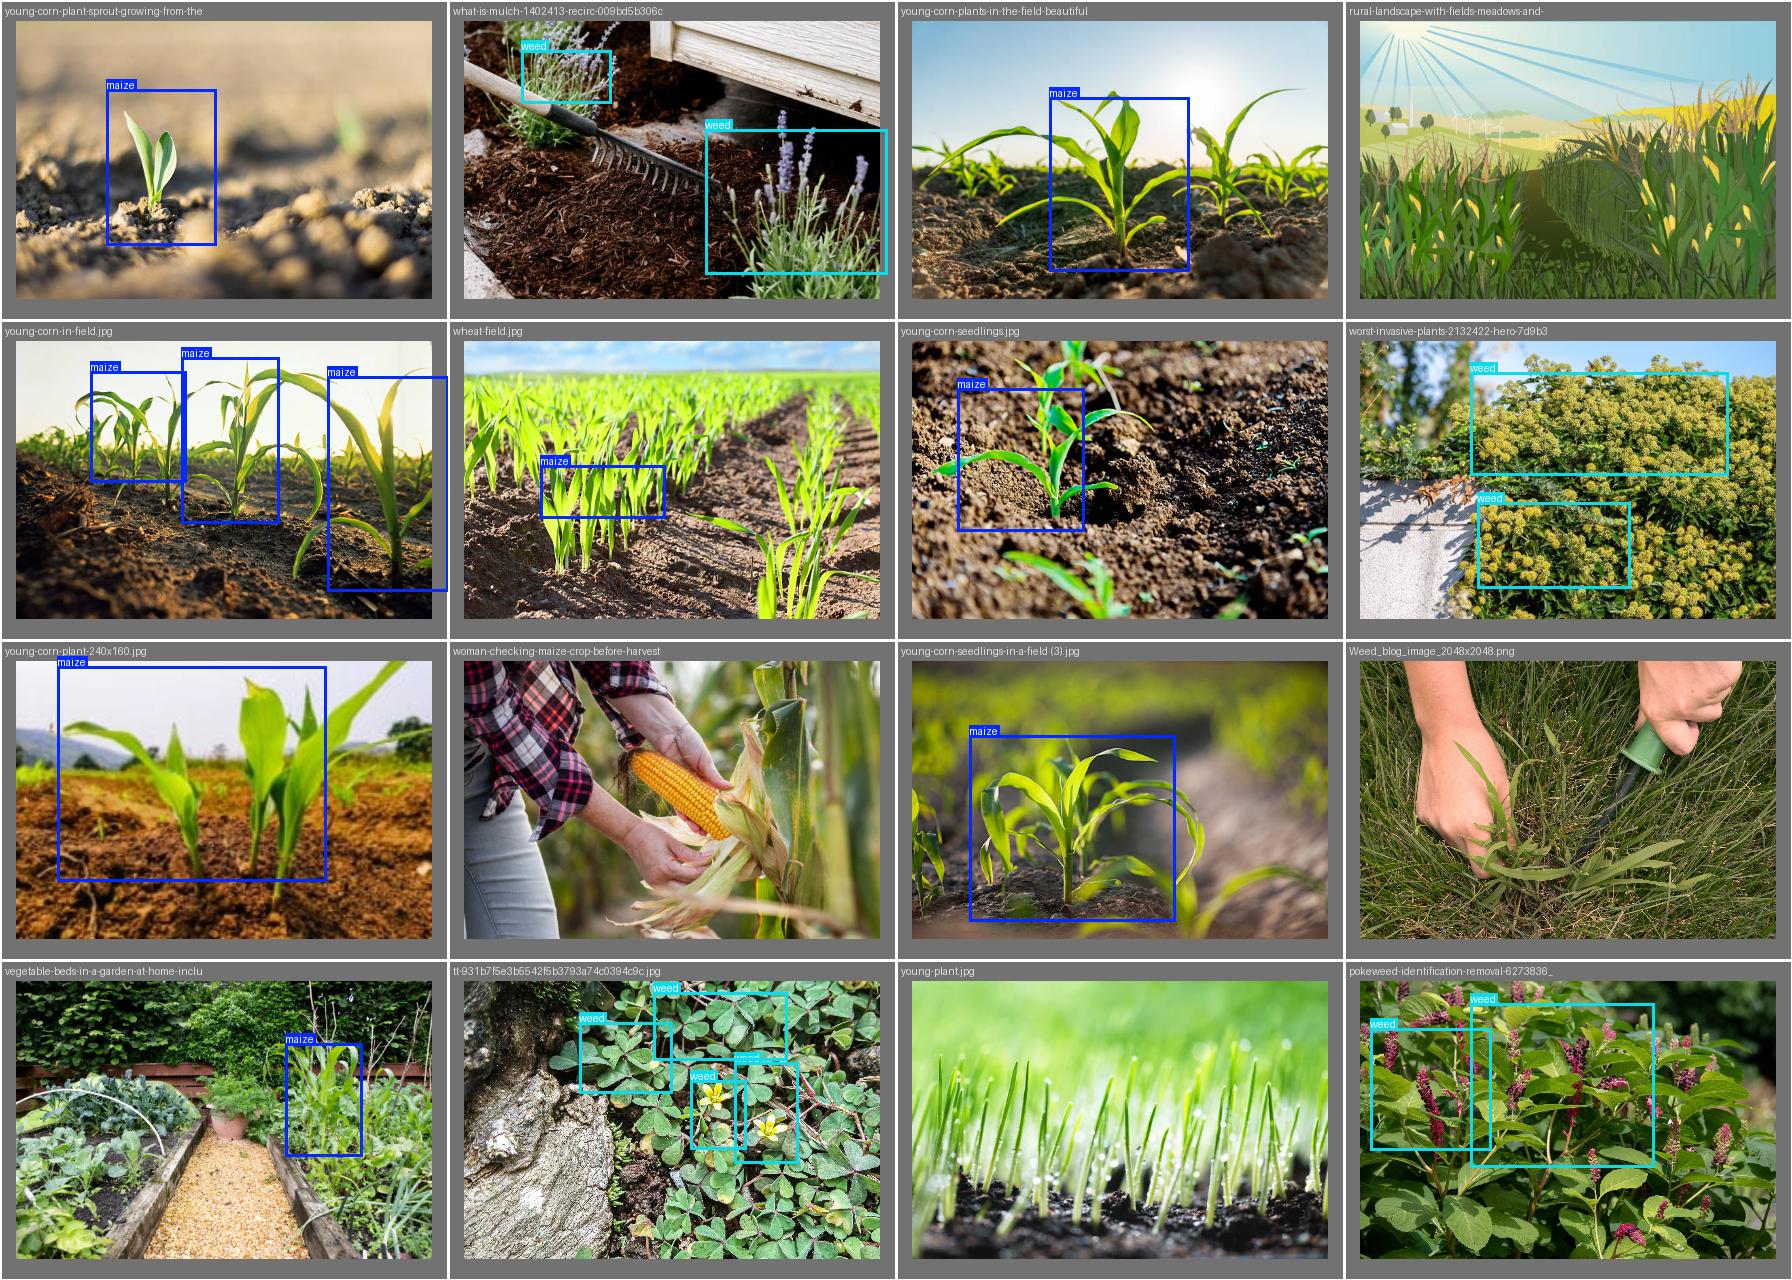 young-corn-plant-sprout-growing-from-the
maize
what-is-mulch-1402413-recirc-009bd5b306c
weed
weed
young-corn-plants-in-the-field-beautiful
maize
rural-landscape-with-fields-meadows-and-
young-corn-in-field.jpg
maize
maize
maize
wheat-field.jpg
maize
young-corn-seedlings.jpg
maize
worst-invasive-plants-2132422-hero-7d9b3
weed
weed
young-corn-plant-240x160.jpg
maize
woman-checking-maize-crop-before-harvest
young-corn-seedlings-in-a-field (3).jpg
maize
Weed_blog_image_2048x2048.png
vegetable-beds-in-a-garden-at-home-inclu
maize
tt-931b7f5e3b5542f5b3793a74c0394c9c.jpg
weed
weed
weed
weed
young-plant.jpg
pokeweed-identification-removal-6273836_
weed
weed